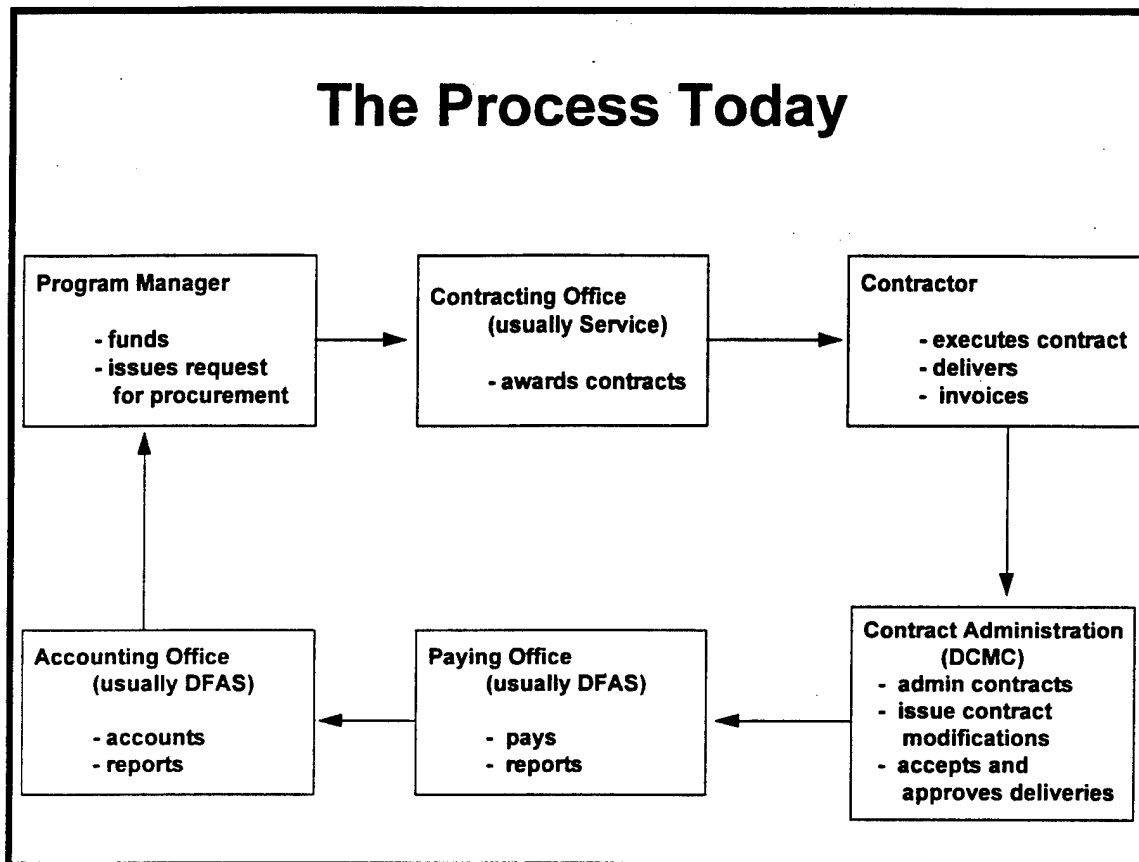 The Process Today
Program Manager
- funds
- issues request
for procurement
Contracting Office
(usually Service)
- awards contracts
Contractor
- executes contract
- delivers
- invoices
Accounting Office
(usually DFAS)
- accounts
- reports
Paying Office
(usually DFAS)
- pays
- reports
Contract Administration
(DCMC)
- admin contracts
- issue contract
modifications
- accepts and
approves deliveries